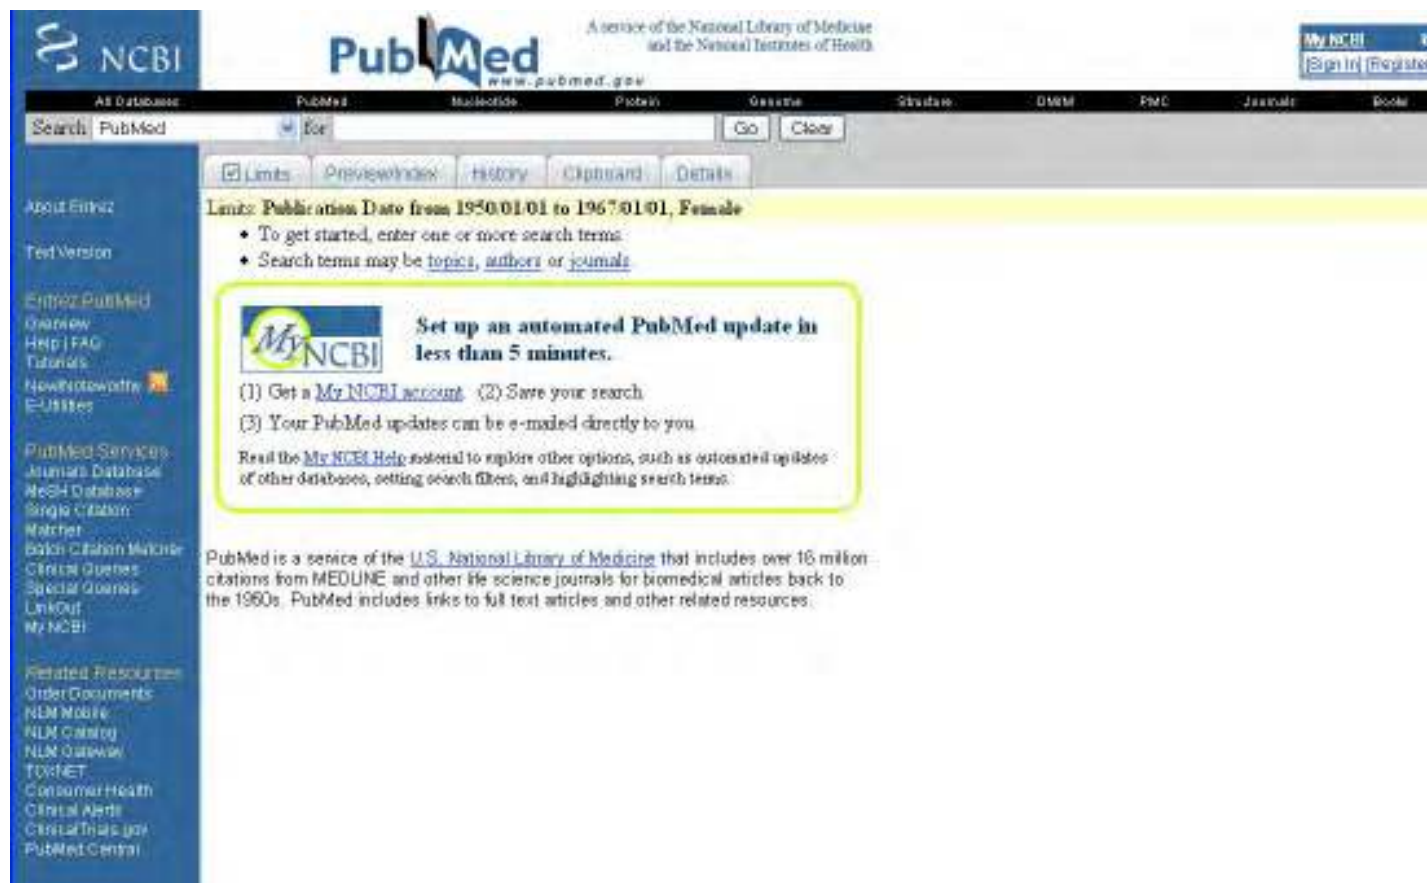 NCBI
PubMed
www.pubmed.gov
A service of the National Library of Medicine
and the National Institutes of Health
My NCBI
[Sign In] [Register
All Databases PubMed Nucleotide Protein Genome Structure OMIM PMC Journals Books
Search PubMed for Go Clear
Limits Preview/Index History Clipboard Details
Limits: Publication Date from 1950/01/01 to 1967/01/01, Female
• To get started, enter one or more search terms.
• Search terms may be topics, authors or journals.
My NCBI
Set up an automated PubMed update in
less than 5 minutes.
(1) Get a My NCBI account. (2) Save your search.
(3) Your PubMed updates can be e-mailed directly to you.
Read the My NCBI Help material to explore other options, such as automated updates
of other databases, setting search filters, and highlighting search terms.
PubMed is a service of the U.S. National Library of Medicine that includes over 16 million
citations from MEDLINE and other life science journals for biomedical articles back to
the 1950s. PubMed includes links to full text articles and other related resources.
About Entrez
Text Version
Entrez PubMed
Overview
Help | FAQ
Tutorials
New/Noteworthy
E-Utilities
PubMed Services
Journals Database
MeSH Database
Single Citation
Matcher
Batch Citation Matcher
Clinical Queries
Special Queries
LinkOut
My NCBI
Related Resources
Order Documents
NLM Mobile
NLM Catalog
NLM Gateway
TOXNET
Consumer Health
Clinical Alerts
ClinicalTrials.gov
PubMed Central